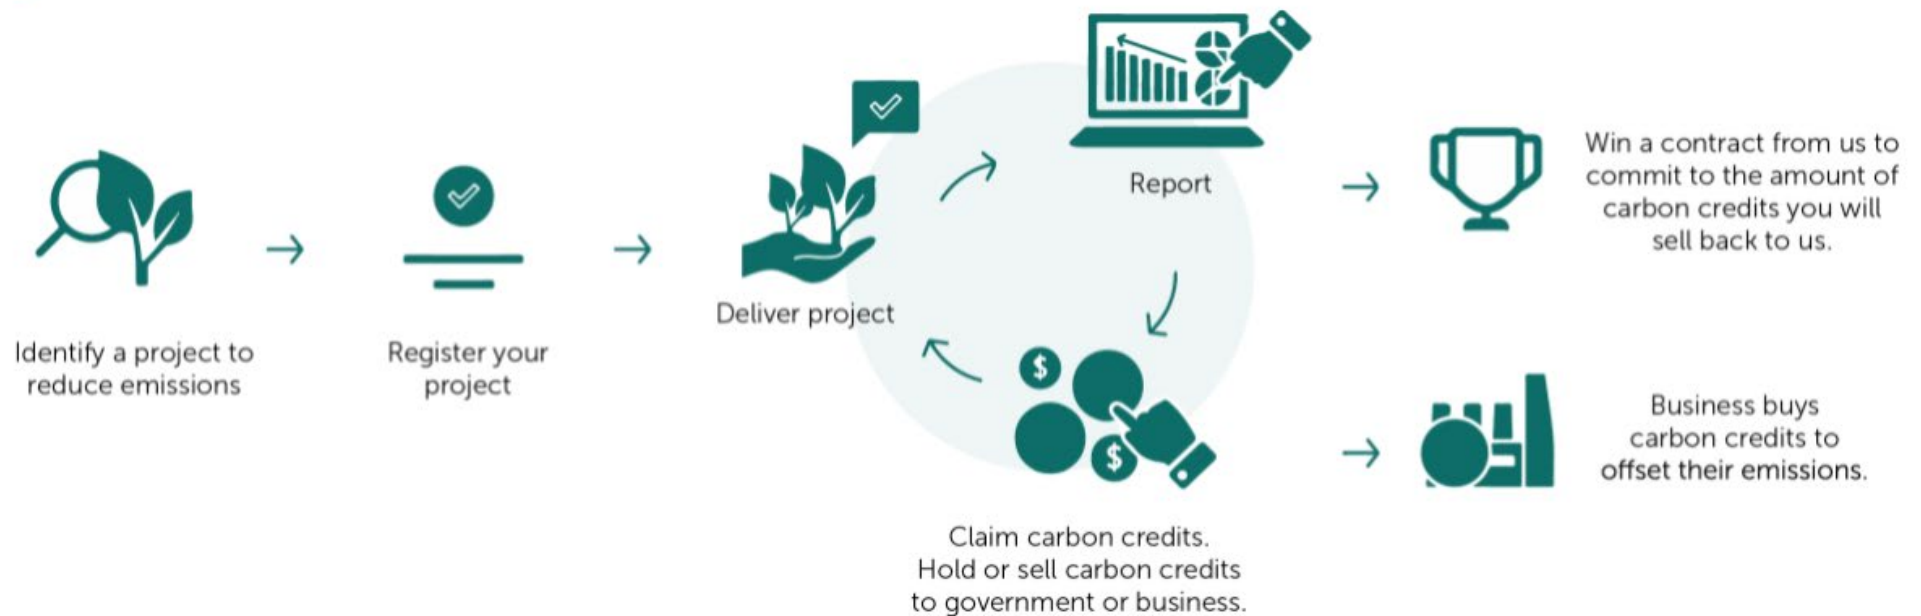 Identify a project to
reduce emissions
Register your
project
Deliver project
Report
$
$
Claim carbon credits.
Hold or sell carbon credits
to government or business.
Win a contract from us to
commit to the amount of
carbon credits you will
sell back to us.
Business buys
carbon credits to
offset their emissions.